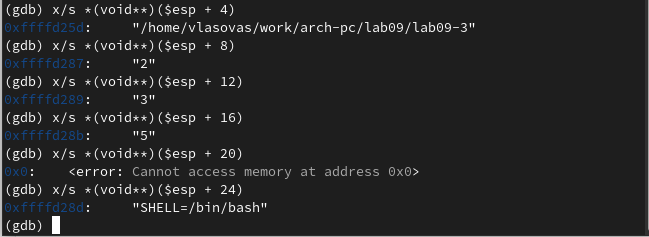 (gdb) x/s *(void**)($esp + 4)
0xffffd25d:     "/home/vlasovas/work/arch-pc/lab09/lab09-3"
(gdb) x/s *(void**)($esp + 8)
0xffffd287:     "2"
(gdb) x/s *(void**)($esp + 12)
0xffffd289:     "3"
(gdb) x/s *(void**)($esp + 16)
0xffffd28b:     "5"
(gdb) x/s *(void**)($esp + 20)
0x0:    <error: Cannot access memory at address 0x0>
(gdb) x/s *(void**)($esp + 24)
0xffffd28d:     "SHELL=/bin/bash"
(gdb)